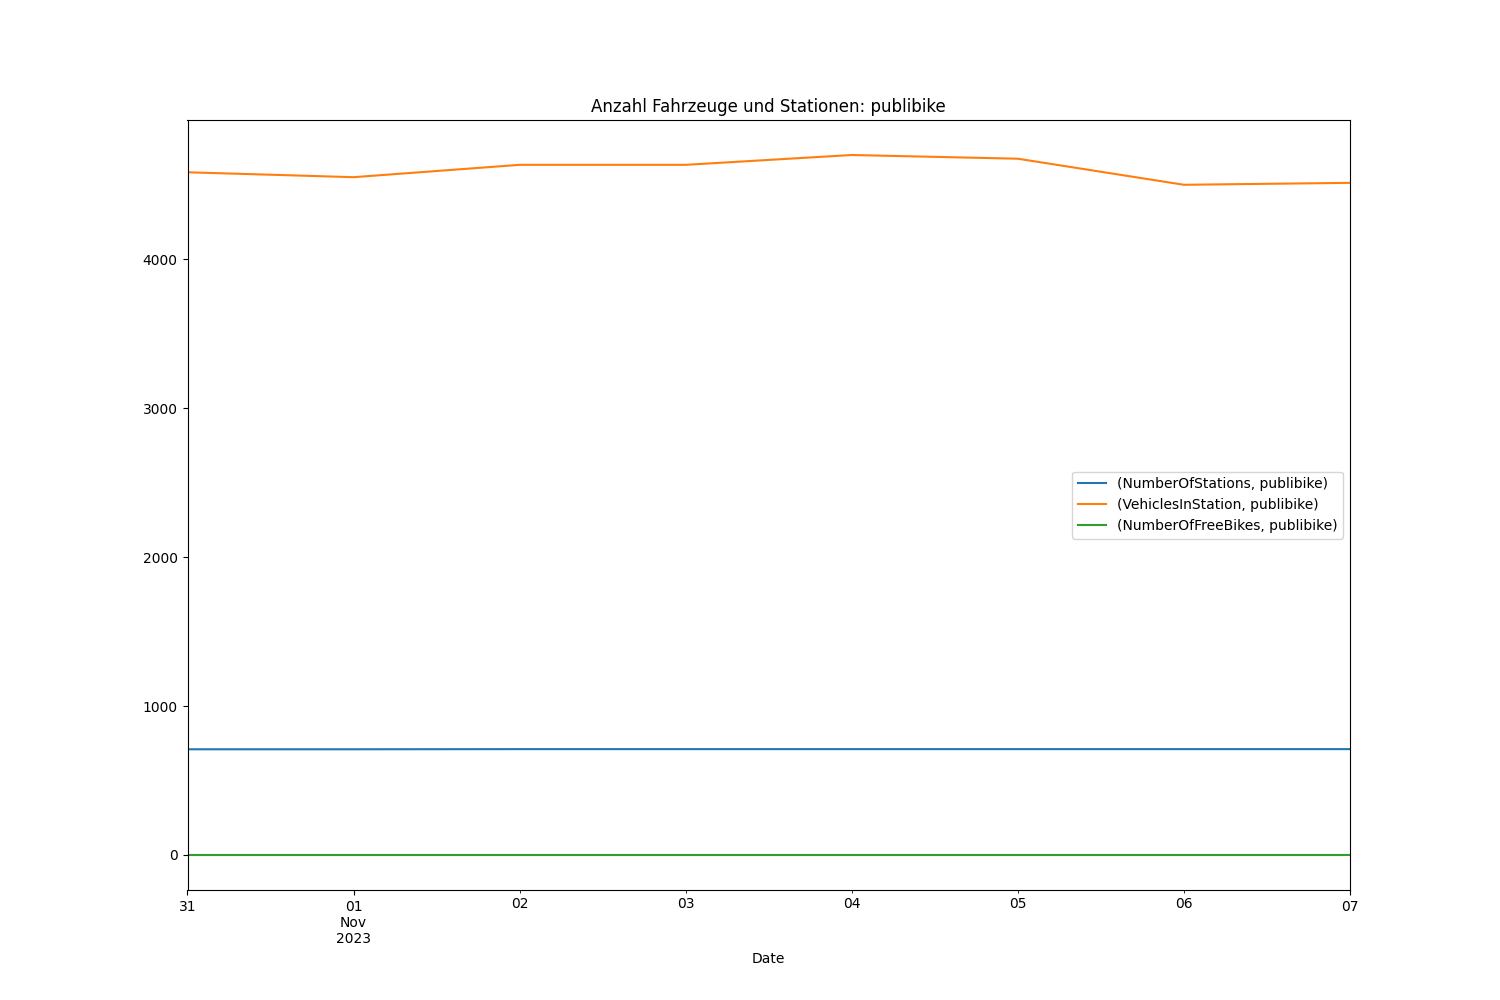 Anzahl Fahrzeuge und Stationen: publibike
4000
3000
2000
1000
0
(NumberOfStations, publibike)
(VehiclesInStation, publibike)
(NumberOfFreeBikes, publibike)
31
01
Nov
2023
02
03
04
05
06
07
Date